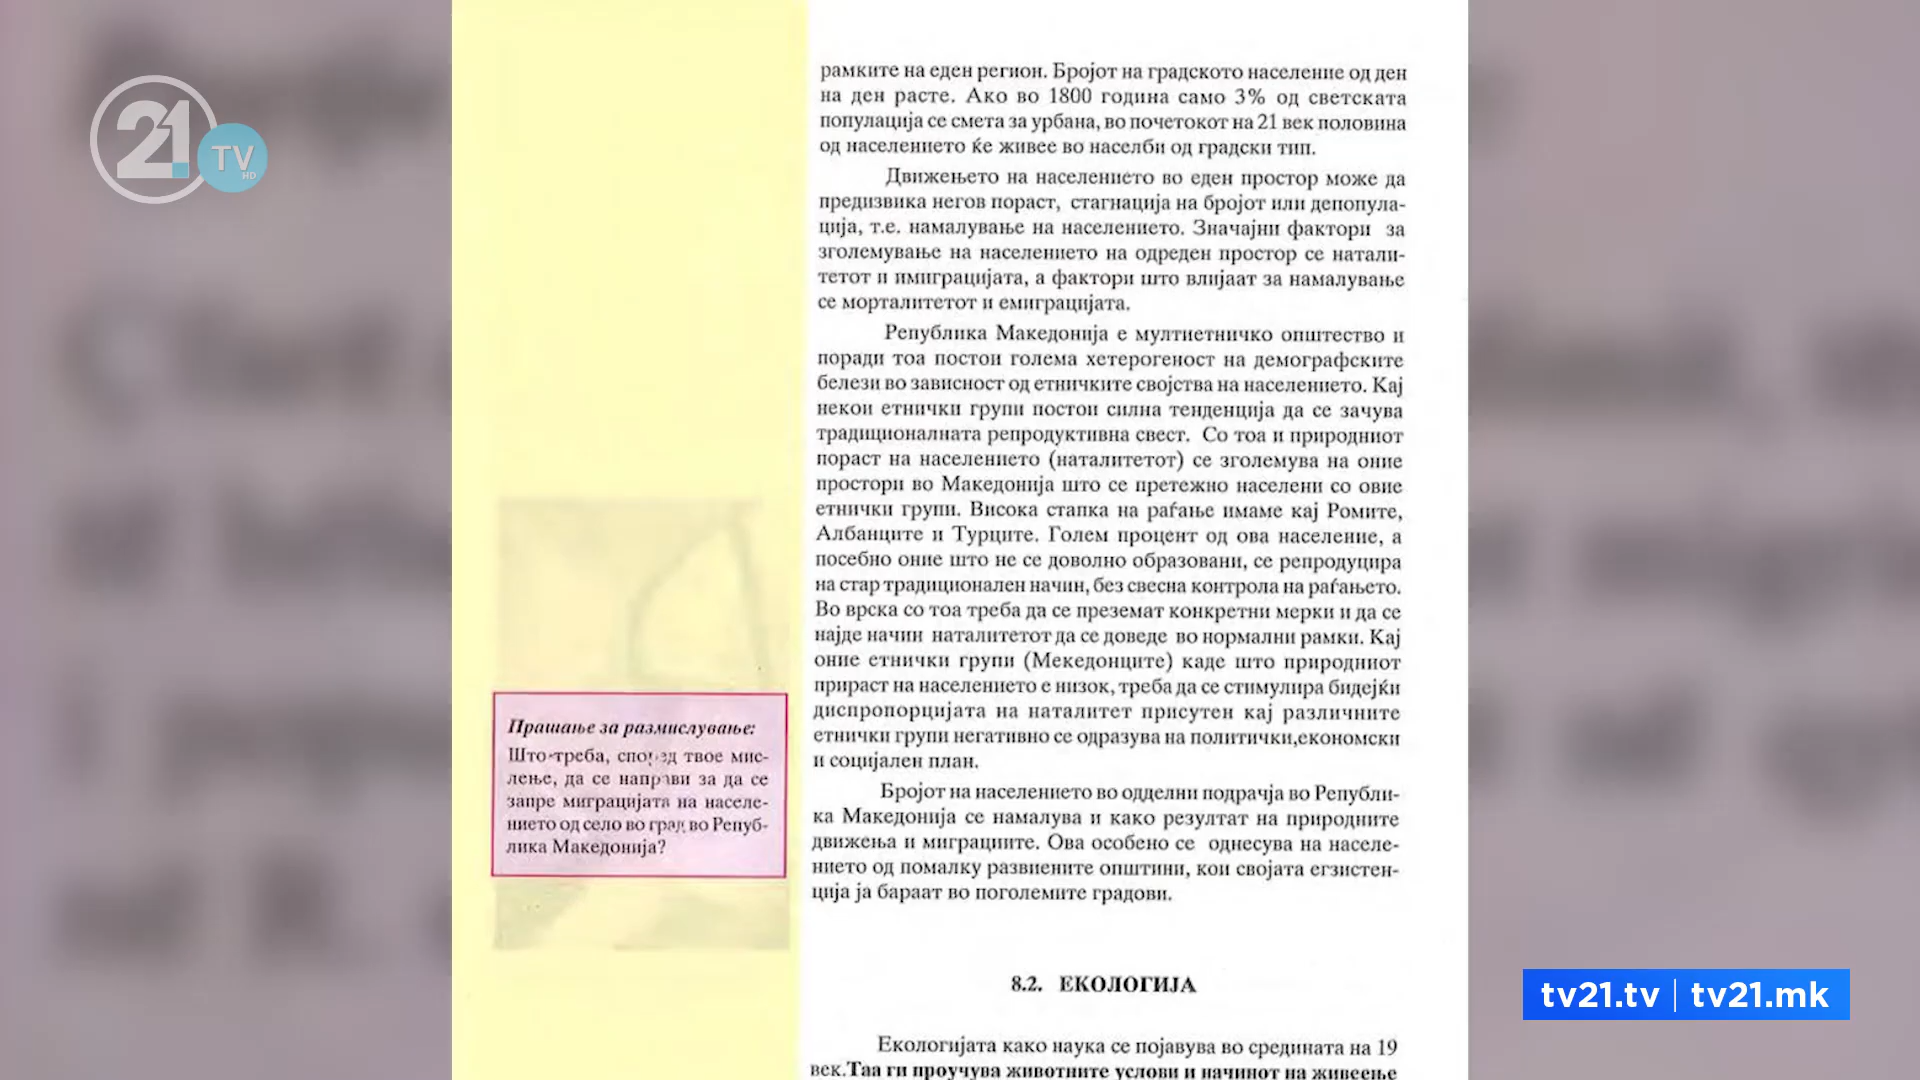 21 TV HD
рамките на еден регион. Бројот на градското население од ден
на ден расте. Ако во 1800 година само 3% од светската
популација се смета за урбана, во почетокот на 21 век половина
од населението ќе живее во населби од градски тип.
Движењето на населението во еден простор може да
предизвика негов пораст, стагнација на бројот или депопула-
ција, т.е. намалување на населението. Значајни фактори за
зголемување на населението на одреден простор се натали-
тетот и имиграцијата, а фактори што влијаат за намалување
се морталитетот и емиграцијата.
Република Македонија е мултиетничко општество и
поради тоа постои голема хетерогеност на демографските
белези во зависност од етничките својства на населението. Кај
некои етнички групи постои силна тенденција да се зачува
традиционалната репродуктивна свест. Со тоа и природниот
пораст на населението (наталитетот) се зголемува на оние
простори во Македонија што се претежно населени со овие
етнички групи. Висока стапка на раѓање имаме кај Ромите,
Албанците и Турците. Голем процент од ова население, а
посебно оние што не се доволно образовани, се репродуцира
на стар традиционален начин, без свесна контрола на раѓањето.
Во врска со тоа треба да се преземат конкретни мерки и да се
најде начин наталитетот да се доведе во нормални рамки. Кај
оние етнички групи (Мекедонците) каде што природниот
прираст на населението е низок, треба да се стимулира бидејќи
диспропорцијата на наталитет присутен кај различните
етнички групи негативно се одразува на политички,економски
и социјален план.
Бројот на населението во одделни подрачја во Републи-
ка Македонија се намалува и како резултат на природните
движења и миграциите. Ова особено се однесува на населе-
нието од помалку развиените општини, кои својата егзистен-
ција ја бараат во поголемите градови.
Прашање за размислување:
Што треба, според твое мис-
лење, да се направи за да се
запре миграцијата на населе-
нието од село во град во Репуб-
лика Македонија?
8.2. ЕКОЛОГИЈА
Екологијата како наука се појавува во средината на 19
век.Таа ги проучува животните услови и начинот на живеење
tv21.tv | tv21.mk